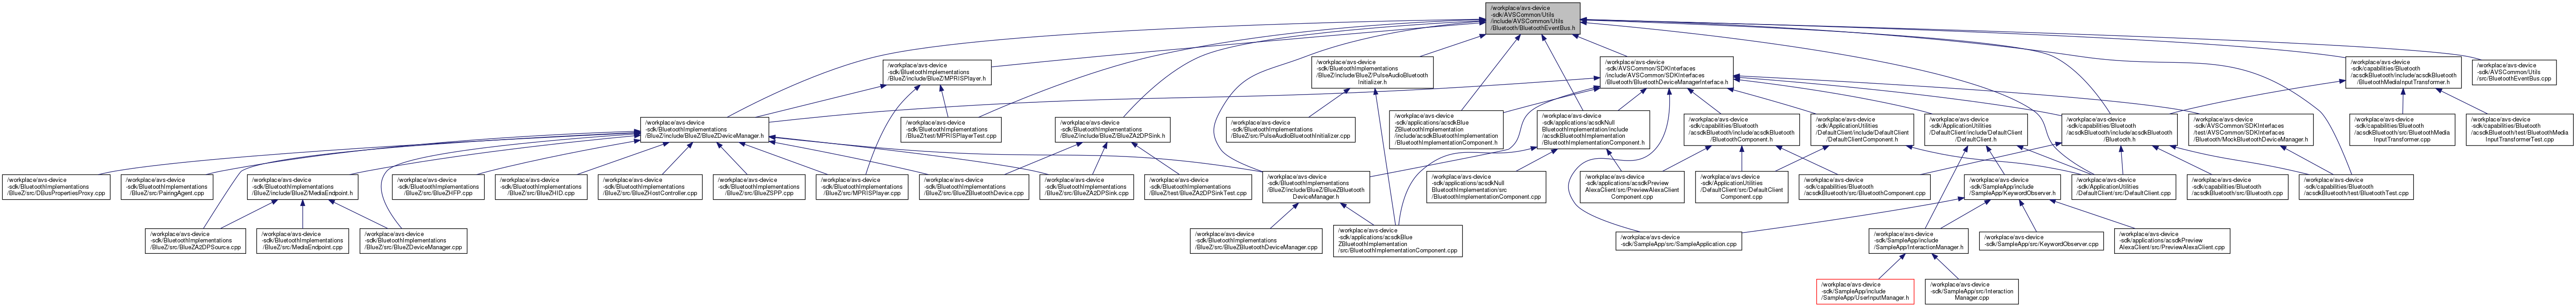 /workplace/avs-device
-sdk/AVSCommon/Utils
/include/AVSCommon/Utils
/Bluetooth/BluetoothEventBus.h
/workplace/avs-device
-sdk/BluetoothImplementations
/BlueZ/include/BlueZ/MPRISPlayer.h
/workplace/avs-device
-sdk/BluetoothImplementations
/BlueZ/include/BlueZ/PulseAudioBluetooth
Initializer.h
/workplace/avs-device
-sdk/AVSCommon/SDKInterfaces
/include/AVSCommon/SDKInterfaces
/Bluetooth/BluetoothDeviceManagerInterface.h
/workplace/avs-device
-sdk/capabilities/Bluetooth
/acsdkBluetooth/include/acsdkBluetooth
/BluetoothMediaInputTransformer.h
/workplace/avs-device
-sdk/AVSCommon/Utils
/src/BluetoothEventBus.cpp
/workplace/avs-device
-sdk/BluetoothImplementations
/BlueZ/include/BlueZ/BlueZDeviceManager.h
/workplace/avs-device
-sdk/BluetoothImplementations
/BlueZ/test/MPRISPlayerTest.cpp
/workplace/avs-device
-sdk/BluetoothImplementations
/BlueZ/include/BlueZ/BlueZA2DPSink.h
/workplace/avs-device
-sdk/BluetoothImplementations
/BlueZ/src/PulseAudioBluetoothInitializer.cpp
/workplace/avs-device
-sdk/applications/acsdkBlue
ZBluetoothImplementation
/include/acsdkBluetoothImplementation
/BluetoothImplementationComponent.h
/workplace/avs-device
-sdk/applications/acsdkNull
BluetoothImplementation/include
/acsdkBluetoothImplementation
/BluetoothImplementationComponent.h
/workplace/avs-device
-sdk/capabilities/Bluetooth
/acsdkBluetooth/include/acsdkBluetooth
/BluetoothComponent.h
/workplace/avs-device
-sdk/ApplicationUtilities
/DefaultClient/include/DefaultClient
/DefaultClientComponent.h
/workplace/avs-device
-sdk/ApplicationUtilities
/DefaultClient/include/DefaultClient
/DefaultClient.h
/workplace/avs-device
-sdk/capabilities/Bluetooth
/acsdkBluetooth/include/acsdkBluetooth
/Bluetooth.h
/workplace/avs-device
-sdk/AVSCommon/SDKInterfaces
/test/AVSCommon/SDKInterfaces
/Bluetooth/MockBluetoothDeviceManager.h
/workplace/avs-device
-sdk/capabilities/Bluetooth
/acsdkBluetooth/src/BluetoothMedia
InputTransformer.cpp
/workplace/avs-device
-sdk/capabilities/Bluetooth
/acsdkBluetooth/test/BluetoothMedia
InputTransformerTest.cpp
/workplace/avs-device
-sdk/BluetoothImplementations
/BlueZ/src/DBusPropertiesProxy.cpp
/workplace/avs-device
-sdk/BluetoothImplementations
/BlueZ/src/PairingAgent.cpp
/workplace/avs-device
-sdk/BluetoothImplementations
/BlueZ/include/BlueZ/MediaEndpoint.h
/workplace/avs-device
-sdk/BluetoothImplementations
/BlueZ/src/BlueZHFP.cpp
/workplace/avs-device
-sdk/BluetoothImplementations
/BlueZ/src/BlueZHID.cpp
/workplace/avs-device
-sdk/BluetoothImplementations
/BlueZ/src/BlueZHostController.cpp
/workplace/avs-device
-sdk/BluetoothImplementations
/BlueZ/src/BlueZSPP.cpp
/workplace/avs-device
-sdk/BluetoothImplementations
/BlueZ/src/MPRISPlayer.cpp
/workplace/avs-device
-sdk/BluetoothImplementations
/BlueZ/src/BlueZBluetoothDevice.cpp
/workplace/avs-device
-sdk/BluetoothImplementations
/BlueZ/src/BlueZA2DPSink.cpp
/workplace/avs-device
-sdk/BluetoothImplementations
/BlueZ/test/BlueZA2DPSinkTest.cpp
/workplace/avs-device
-sdk/BluetoothImplementations
/BlueZ/include/BlueZ/BlueZBluetooth
DeviceManager.h
/workplace/avs-device
-sdk/applications/acsdkNull
BluetoothImplementation/src
/BluetoothImplementationComponent.cpp
/workplace/avs-device
-sdk/applications/acsdkPreview
AlexaClient/src/PreviewAlexaClient
Component.cpp
/workplace/avs-device
-sdk/ApplicationUtilities
/DefaultClient/src/DefaultClient
Component.cpp
/workplace/avs-device
-sdk/capabilities/Bluetooth
/acsdkBluetooth/src/BluetoothComponent.cpp
/workplace/avs-device
-sdk/SampleApp/include
/SampleApp/KeywordObserver.h
/workplace/avs-device
-sdk/ApplicationUtilities
/DefaultClient/src/DefaultClient.cpp
/workplace/avs-device
-sdk/capabilities/Bluetooth
/acsdkBluetooth/src/Bluetooth.cpp
/workplace/avs-device
-sdk/capabilities/Bluetooth
/acsdkBluetooth/test/BluetoothTest.cpp
/workplace/avs-device
-sdk/BluetoothImplementations
/BlueZ/src/BlueZA2DPSource.cpp
/workplace/avs-device
-sdk/BluetoothImplementations
/BlueZ/src/MediaEndpoint.cpp
/workplace/avs-device
-sdk/BluetoothImplementations
/BlueZ/src/BlueZDeviceManager.cpp
/workplace/avs-device
-sdk/BluetoothImplementations
/BlueZ/src/BlueZBluetoothDeviceManager.cpp
/workplace/avs-device
-sdk/applications/acsdkBlue
ZBluetoothImplementation
/src/BluetoothImplementationComponent.cpp
/workplace/avs-device
-sdk/SampleApp/src/SampleApplication.cpp
/workplace/avs-device
-sdk/SampleApp/include
/SampleApp/InteractionManager.h
/workplace/avs-device
-sdk/SampleApp/src/KeywordObserver.cpp
/workplace/avs-device
-sdk/applications/acsdkPreview
AlexaClient/src/PreviewAlexaClient.cpp
/workplace/avs-device
-sdk/SampleApp/include
/SampleApp/UserInputManager.h
/workplace/avs-device
-sdk/SampleApp/src/Interaction
Manager.cpp